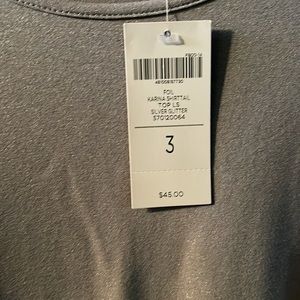 FOIL
KARINA SHIRTTAIL
TOP LS
SILVER GLITTER
570120064
3
$45.00